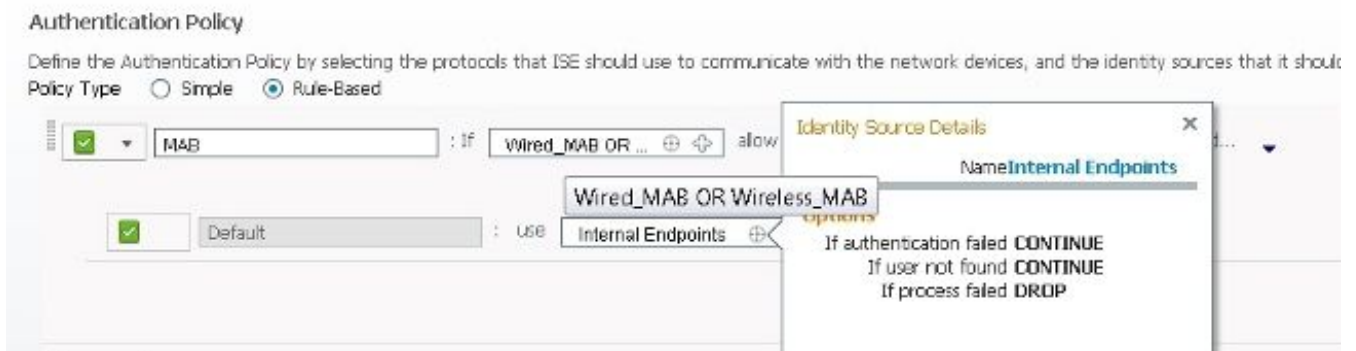 Authentication Policy
Define the Authentication Policy by selecting the protocols that ISE should use to communicate with the network devices, and the identity sources that it should
Policy Type Simple Rule-Based
MAB : If Wired_MAB OR ... allow
Identity Source Details
Name Internal Endpoints
Wired_MAB OR Wireless_MAB
Options
Default : use Internal Endpoints
If authentication failed CONTINUE
If user not found CONTINUE
If process failed DROP